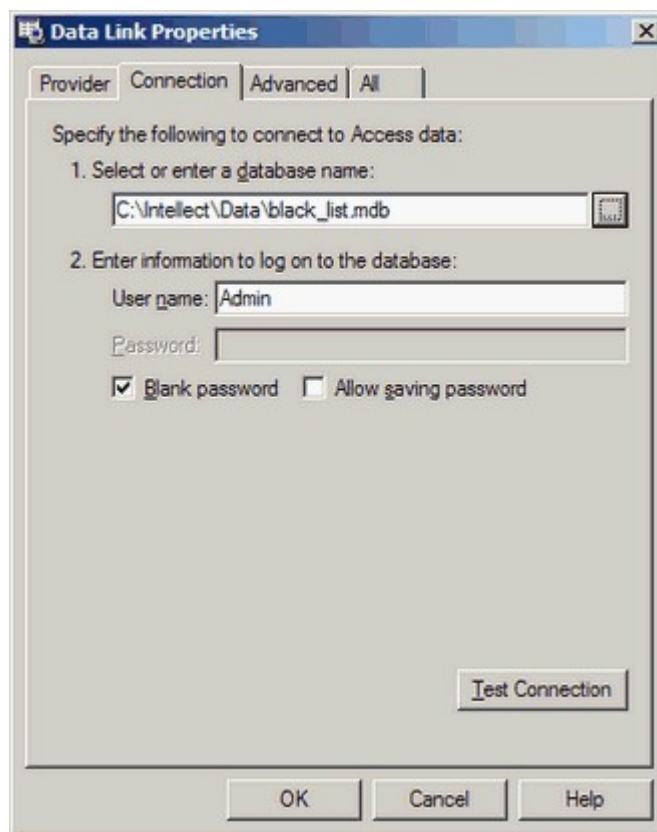 Data Link Properties
Provider Connection Advanced All
Specify the following to connect to Access data:
1. Select or enter a database name:
C:\Intellect\Data\black_list.mdb
2. Enter information to log on to the database:
User name: Admin
Password:
Blank password Allow saving password
Test Connection
OK Cancel Help